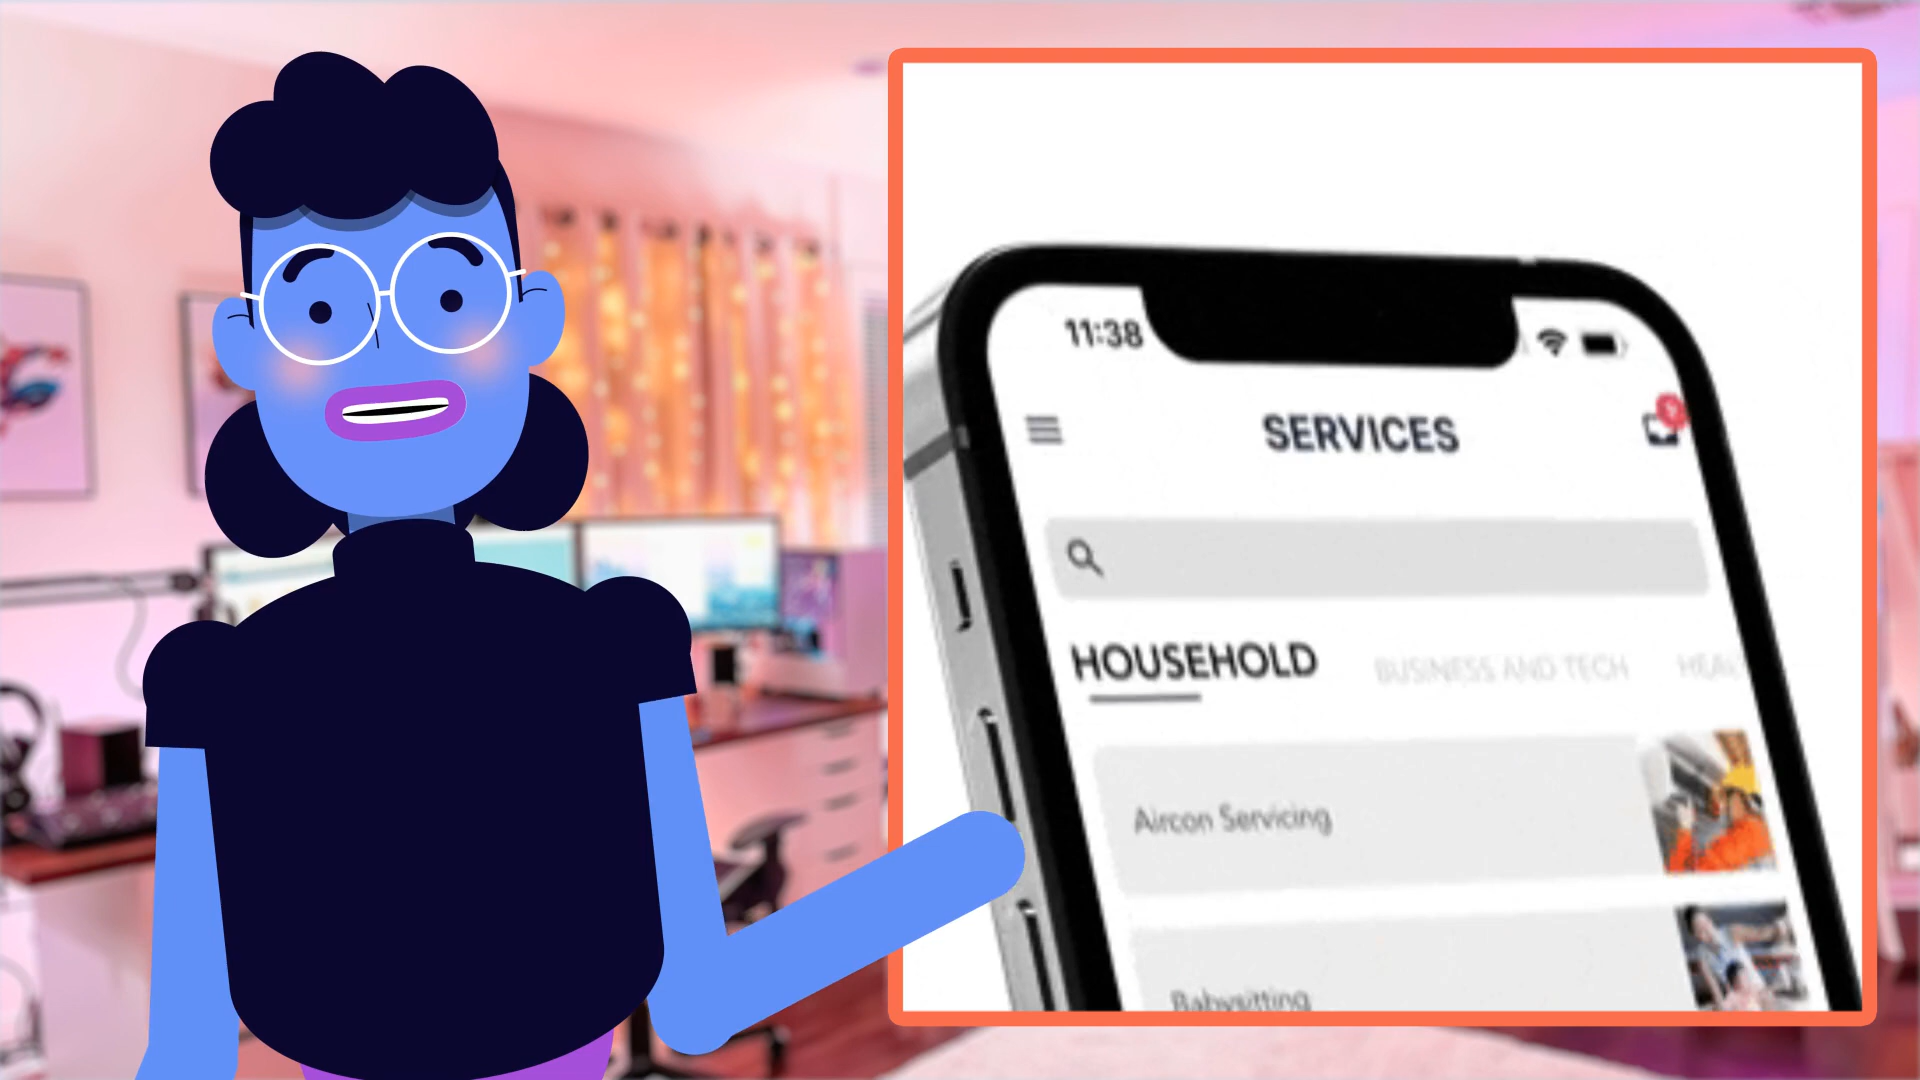 11:38
SERVICES
HOUSEHOLD BUSINESS AND TECH
Aircon Servicing
Babysitting